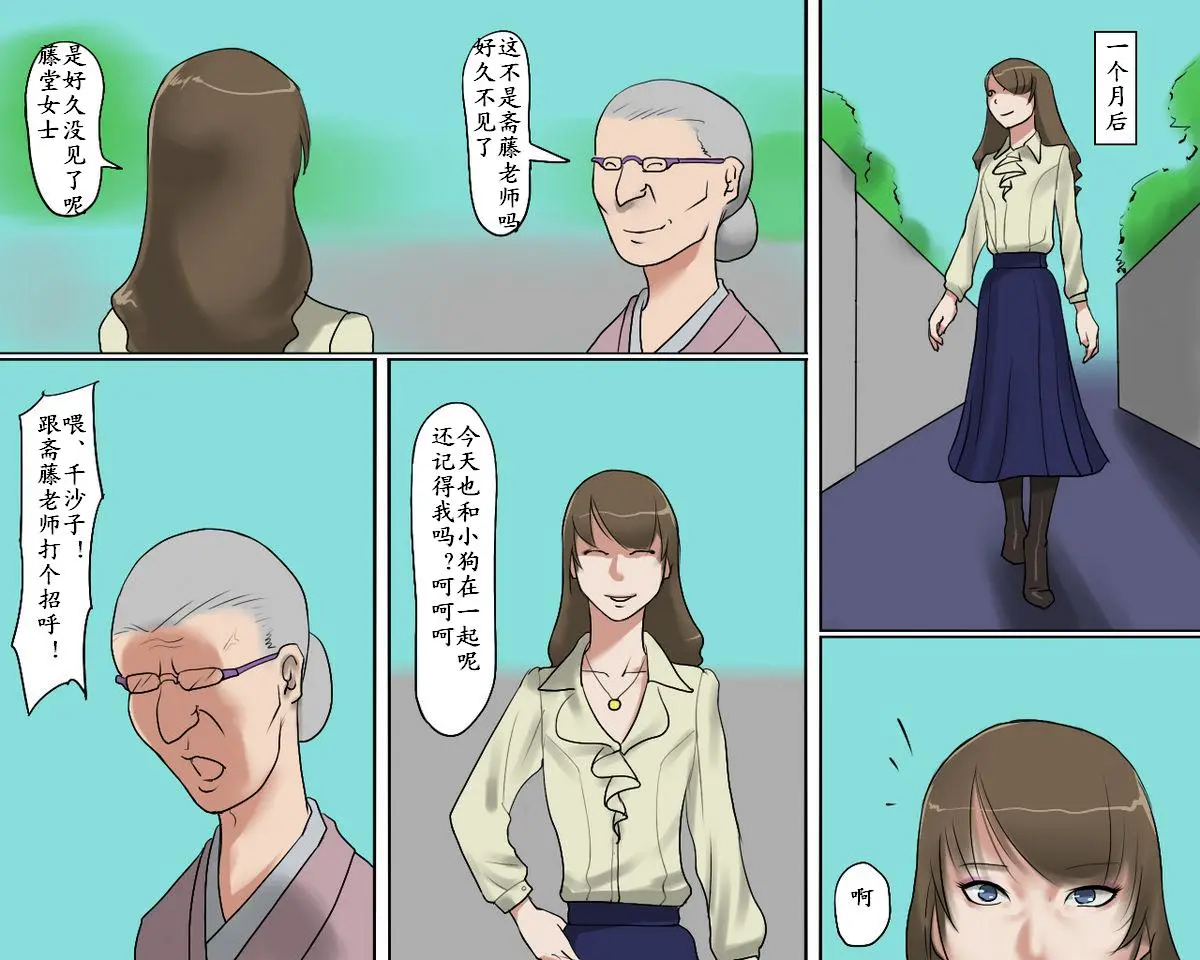 一个月后
啊
这不是斋藤老师吗
好久不见了
是好久没见了呢
藤堂女士
今天也和小狗在一起呢
还记得我吗？呵呵呵
喂、千沙子！
跟斋藤老师打个招呼！